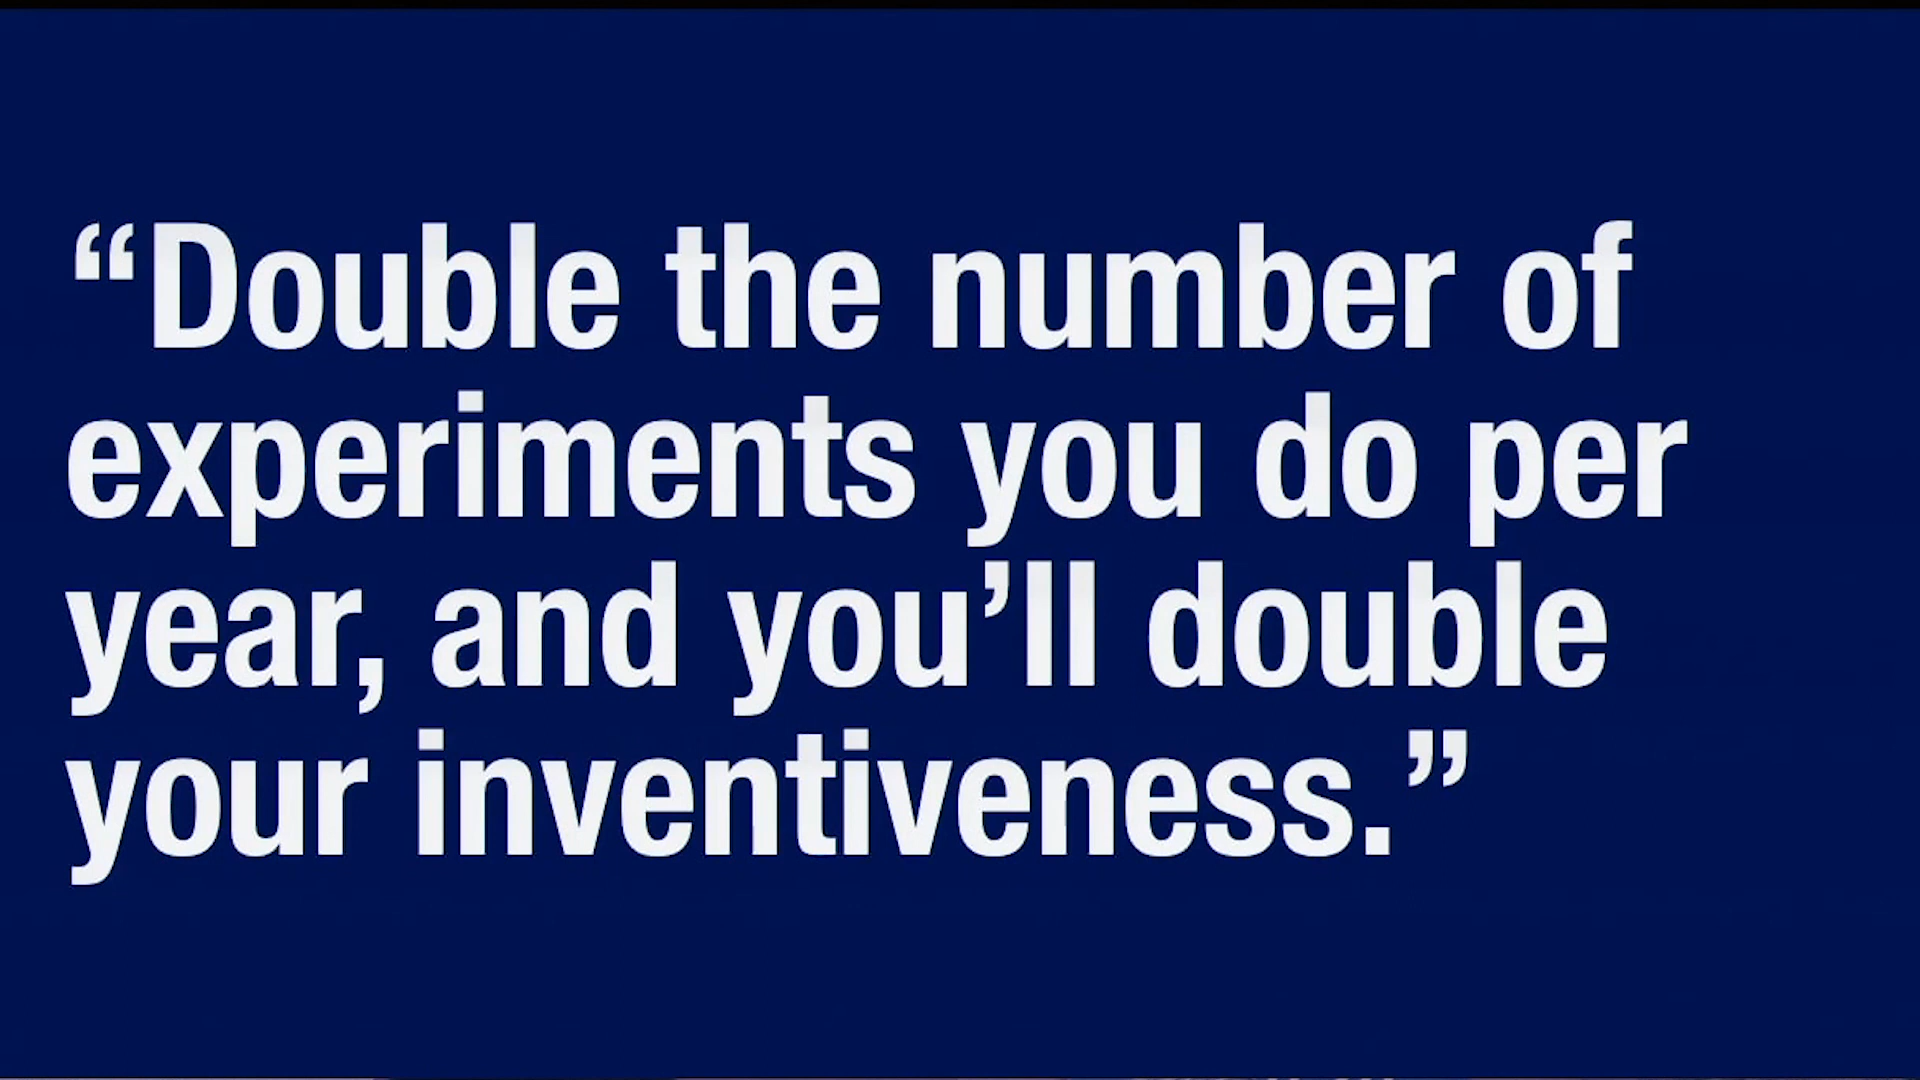 “Double the number of
experiments you do per
year, and you’ll double
your inventiveness.”